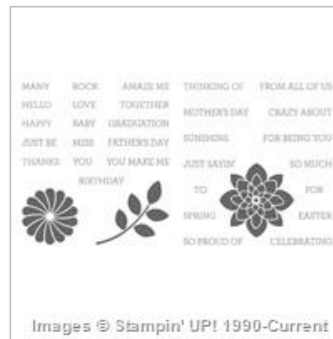 MANY ROCK AMAZE ME
HELLO LOVE TOGETHER
HAPPY BABY GRADUATION
JUST BE MISS FATHER'S DAY
THANKS YOU YOU MAKE ME
BIRTHDAY
THINKING OF FROM ALL OF US
MOTHER'S DAY CRAZY ABOUT
SUNSHINE FOR BEING YOU
JUST SAYIN' SO MUCH
TO FOR
SPRING EASTER
SO PROUD OF CELEBRATING
Images © Stampin' UP! 1990-Current